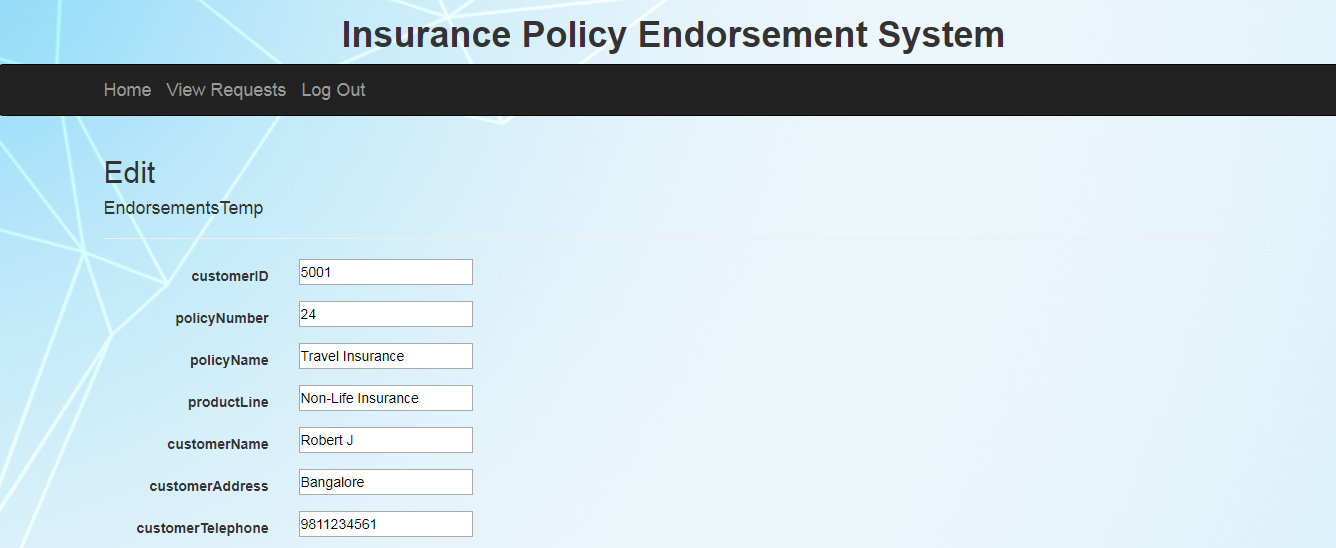 Insurance Policy Endorsement System
Home View Requests Log Out
Edit
EndorsementsTemp
customerID 5001
policyNumber 24
policyName Travel Insurance
productLine Non-Life Insurance
customerName Robert J
customerAddress Bangalore
customerTelephone 9811234561